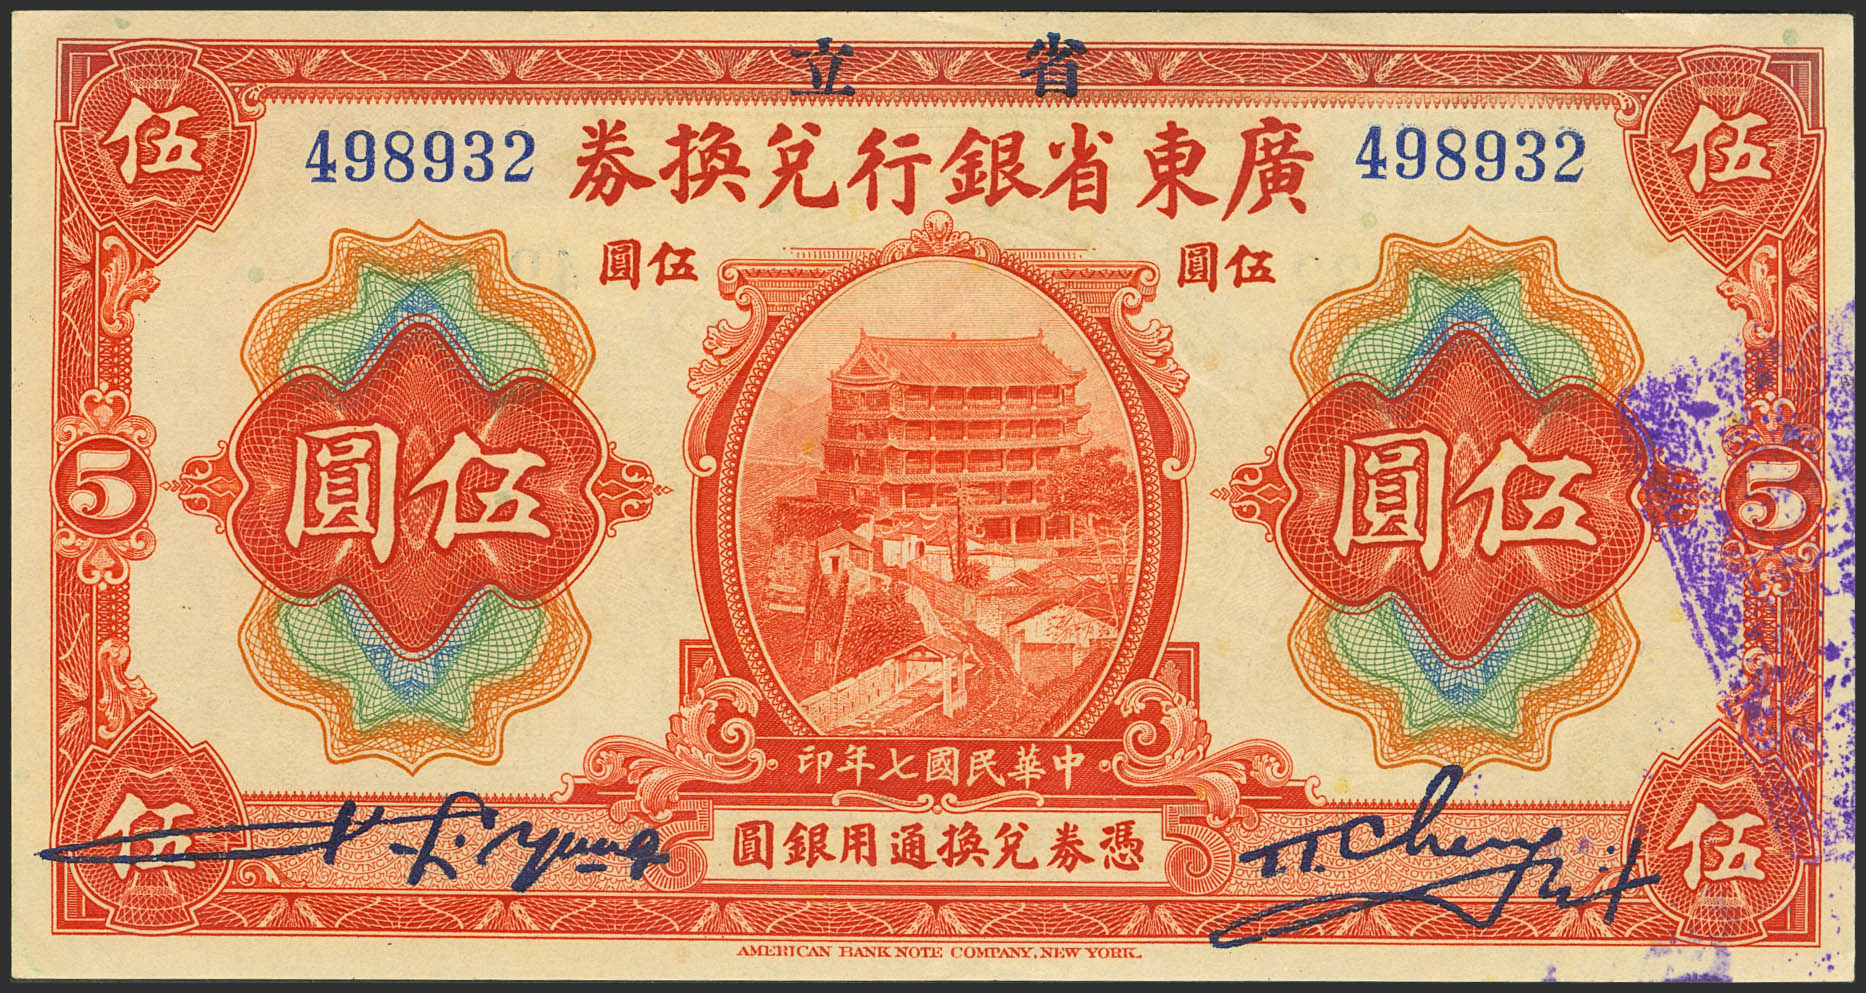 省立
498932 廣東省銀行兌換券 498932
伍 伍
伍圓 伍圓
伍圓 伍圓
5 5
中華民國七年印
憑券兌換通用銀圓
伍 伍
AMERICAN BANK NOTE COMPANY, NEW YORK.